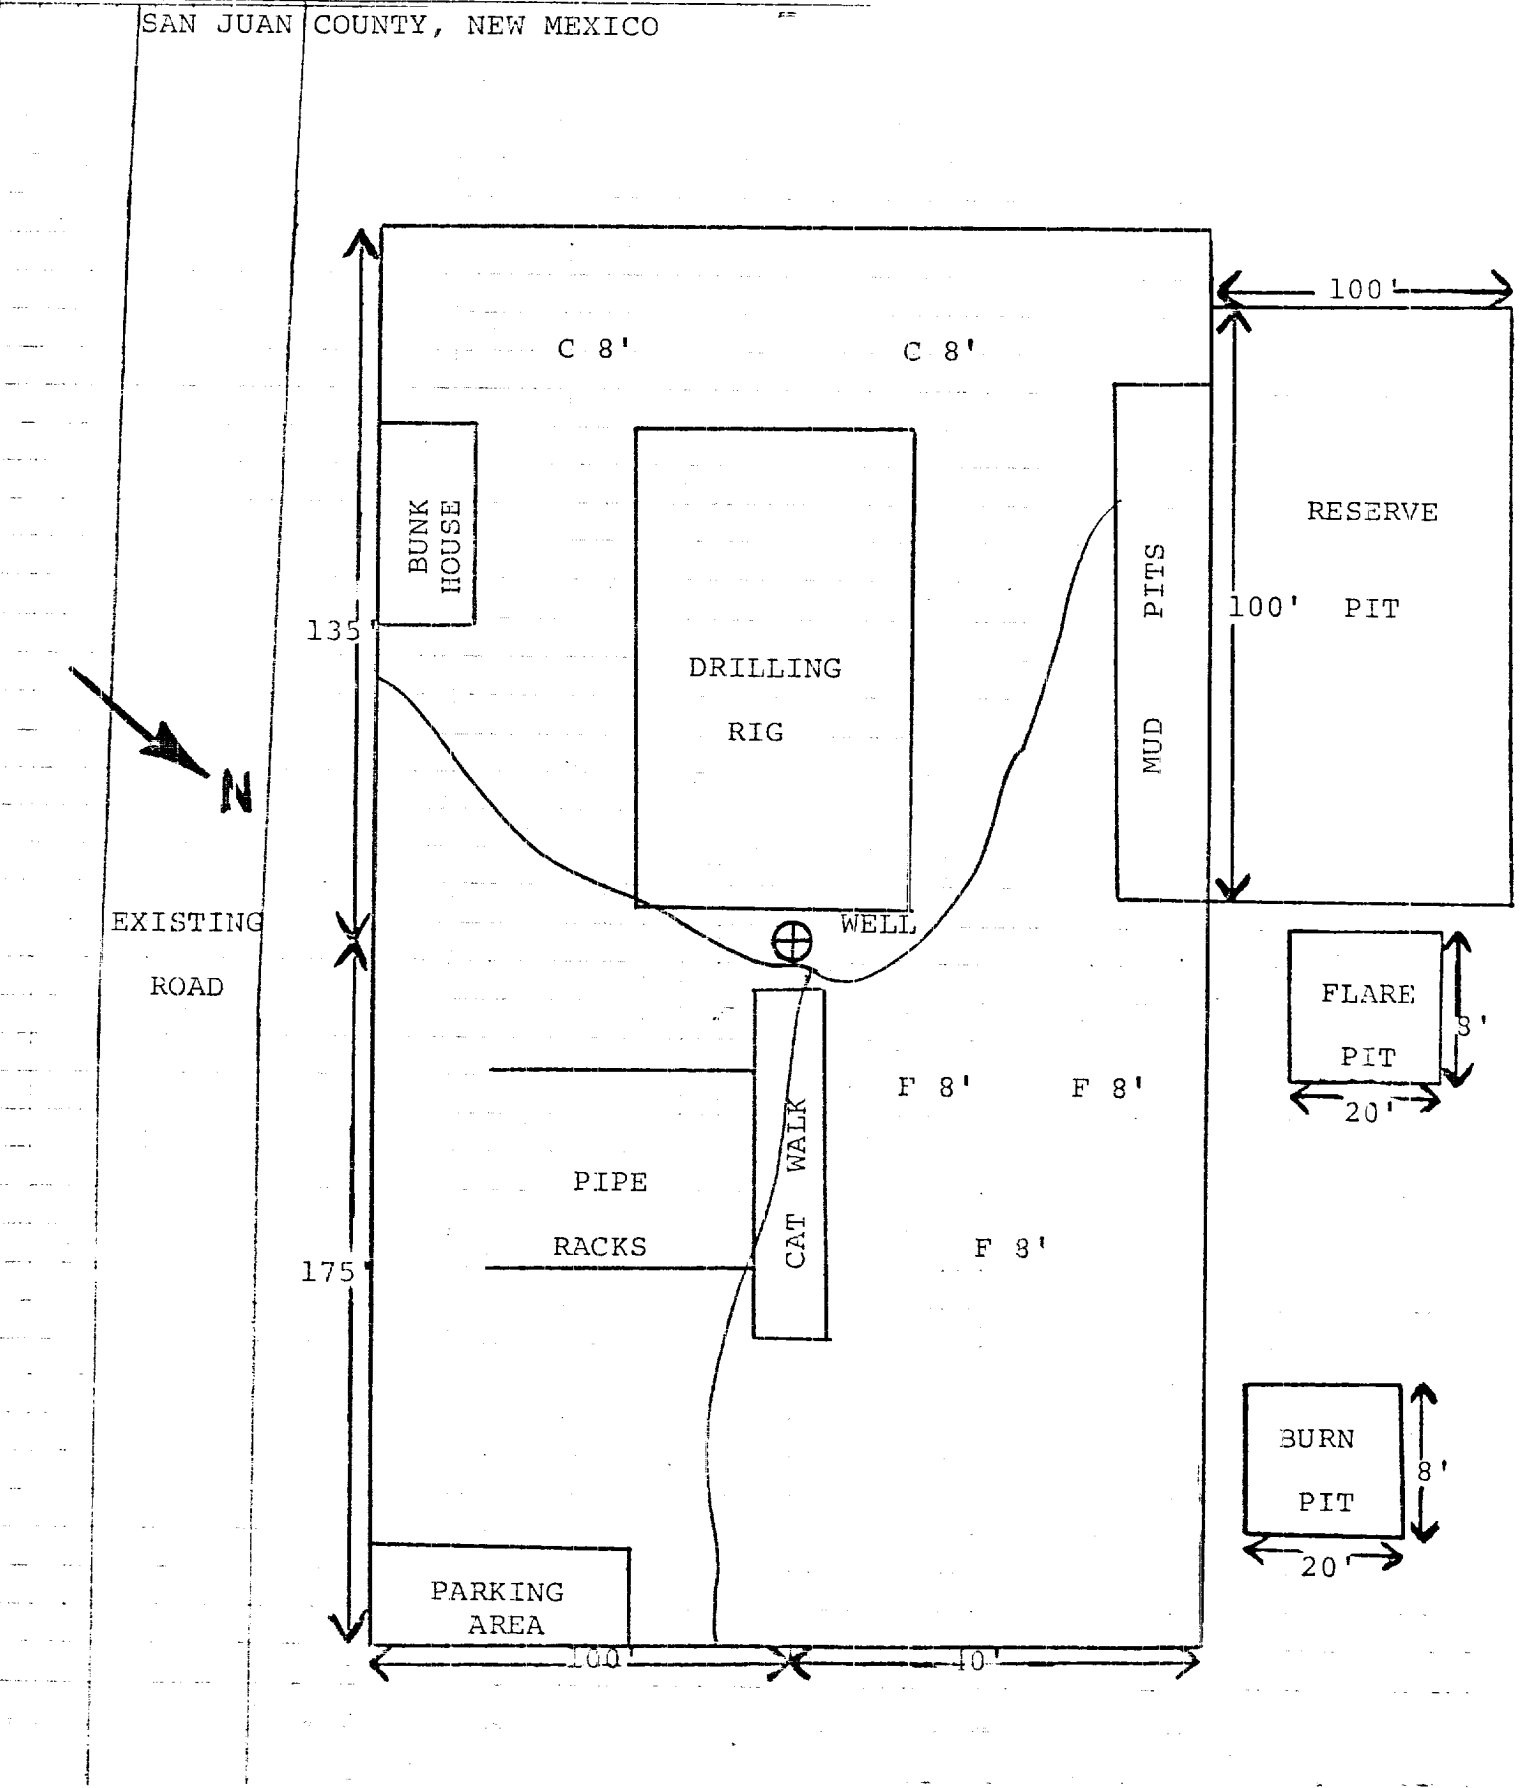 SAN JUAN COUNTY, NEW MEXICO
100'
C 8'
C 8'
BUNK
HOUSE
RESERVE
PIT
MUD PITS
100'
135'
DRILLING
RIG
N
EXISTING
ROAD
WELL
FLARE
PIT
8'
20'
F 8'
F 8'
CAT WALK
PIPE
RACKS
F 8'
175'
BURN
PIT
8'
20'
PARKING
AREA
100'
40'